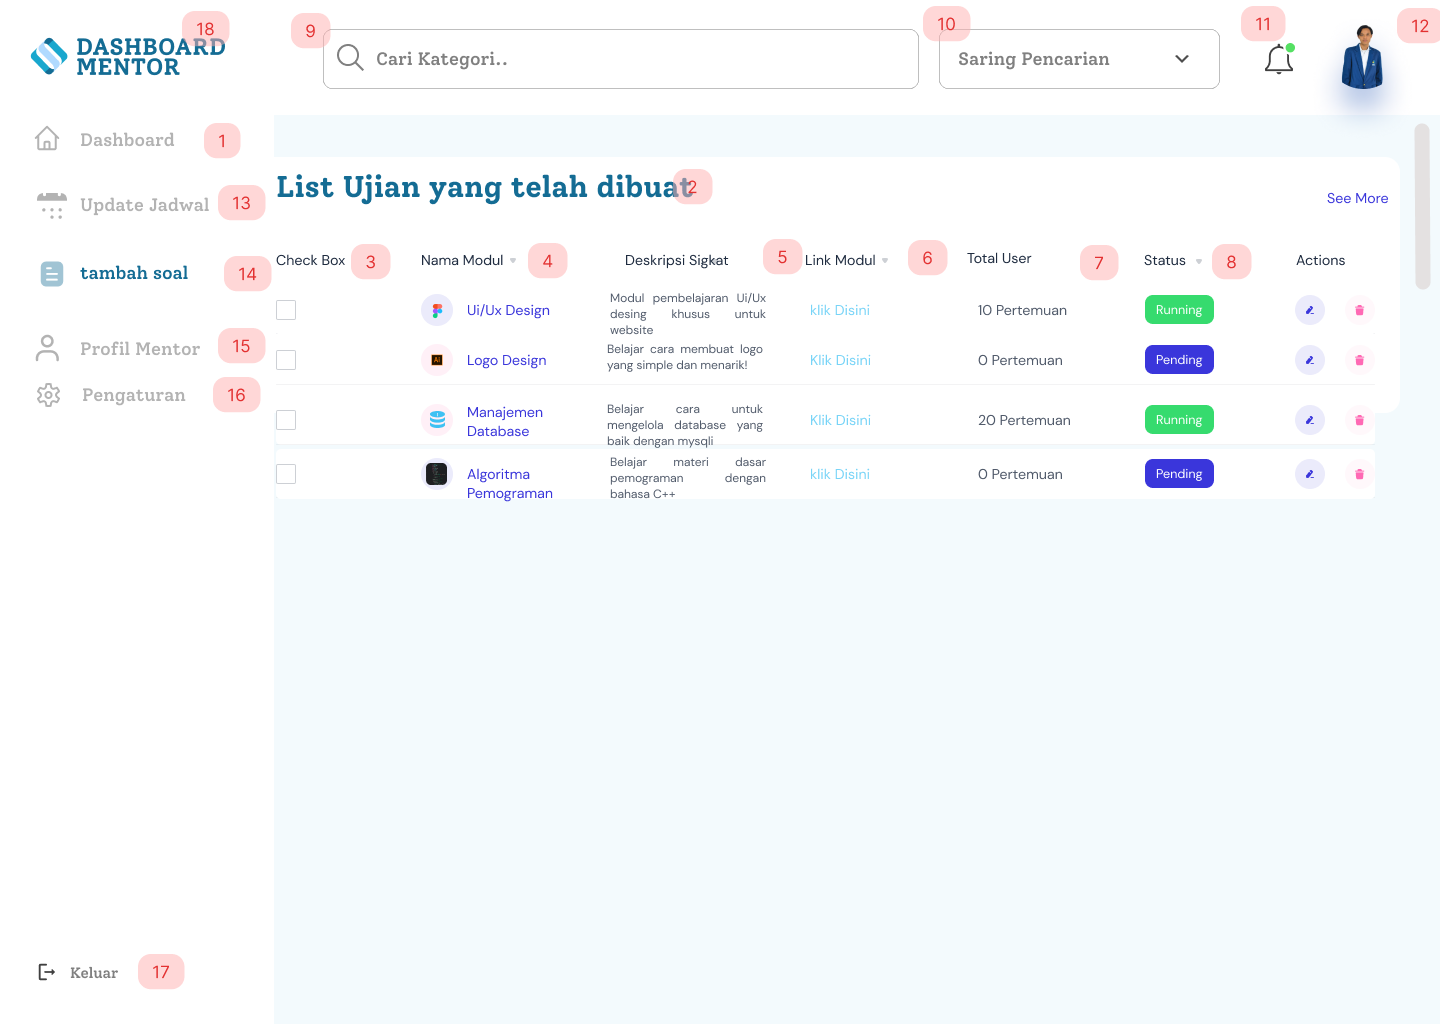 18
DASHBOARD
MENTOR
9
Cari Kategori..
10
Saring Pencarian
11
12
Dashboard
1
Update Jadwal
13
tambah soal
14
Profil Mentor
15
Pengaturan
16
Keluar
17
List Ujian yang telah dibuat
2
See More
Check Box
3
Nama Modul
4
Deskripsi Sigkat
5
Link Modul
6
Total User
7
Status
8
Actions
Ui/Ux Design
Modul pembelajaran Ui/Ux
desing khusus untuk
website
klik Disini
10 Pertemuan
Running
Ai
Logo Design
Belajar cara membuat logo
yang simple dan menarik!
Klik Disini
0 Pertemuan
Pending
Manajemen
Database
Belajar cara untuk
mengelola database yang
baik dengan mysqli
Klik Disini
20 Pertemuan
Running
Algoritma
Pemograman
Belajar materi dasar
pemograman dengan
bahasa C++
klik Disini
0 Pertemuan
Pending